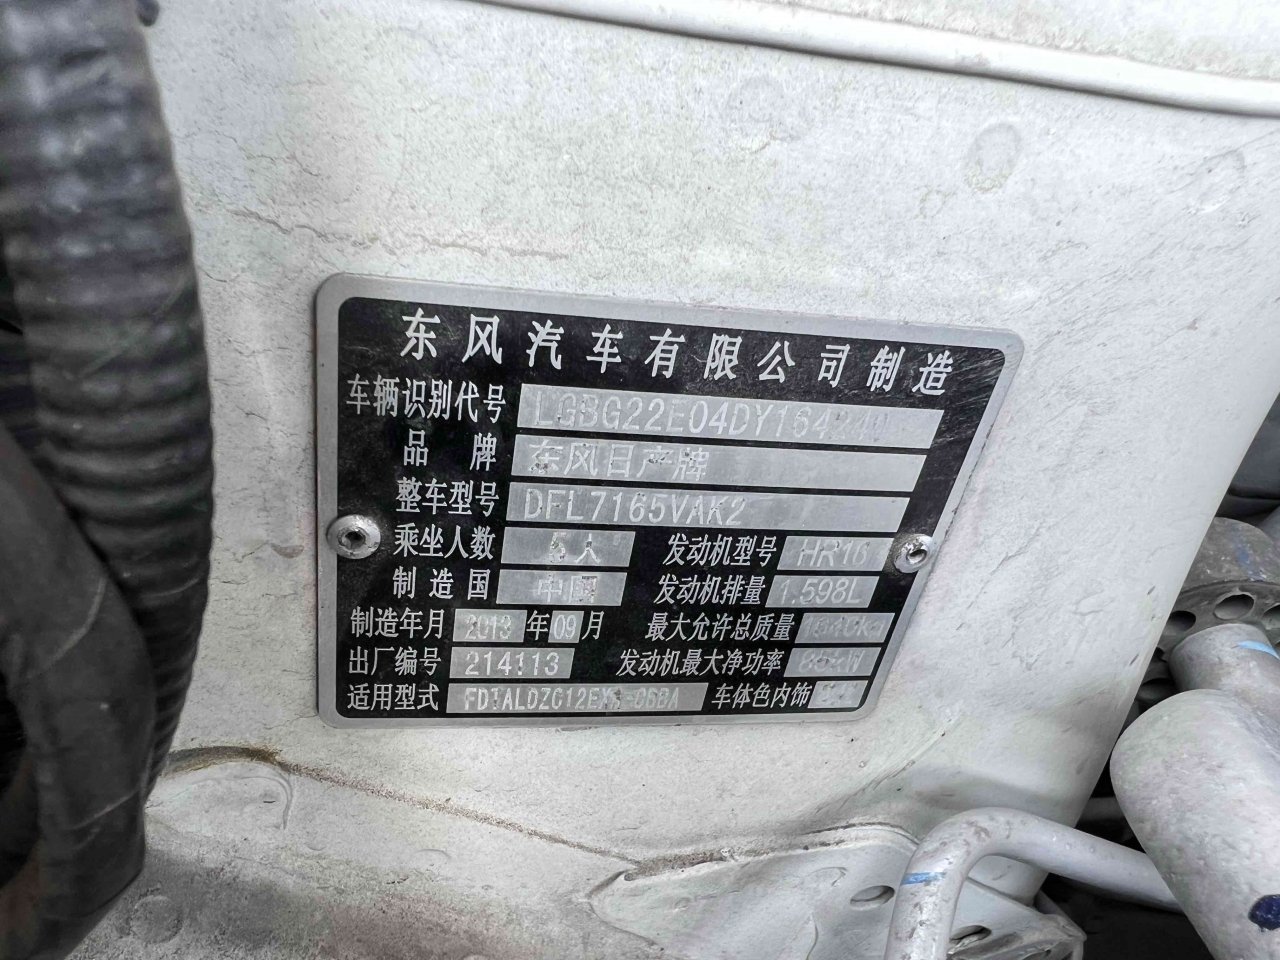 东风汽车有限公司制造
车辆识别代号
品牌 东风日产牌
整车型号 DFL7165VAK2
乘坐人数 5人 发动机型号 HR16
制造国 中国 发动机排量 1.598L
制造年月 2013年09月 最大允许总质量
出厂编号 214113 发动机最大净功率
适用型式 车体色内饰